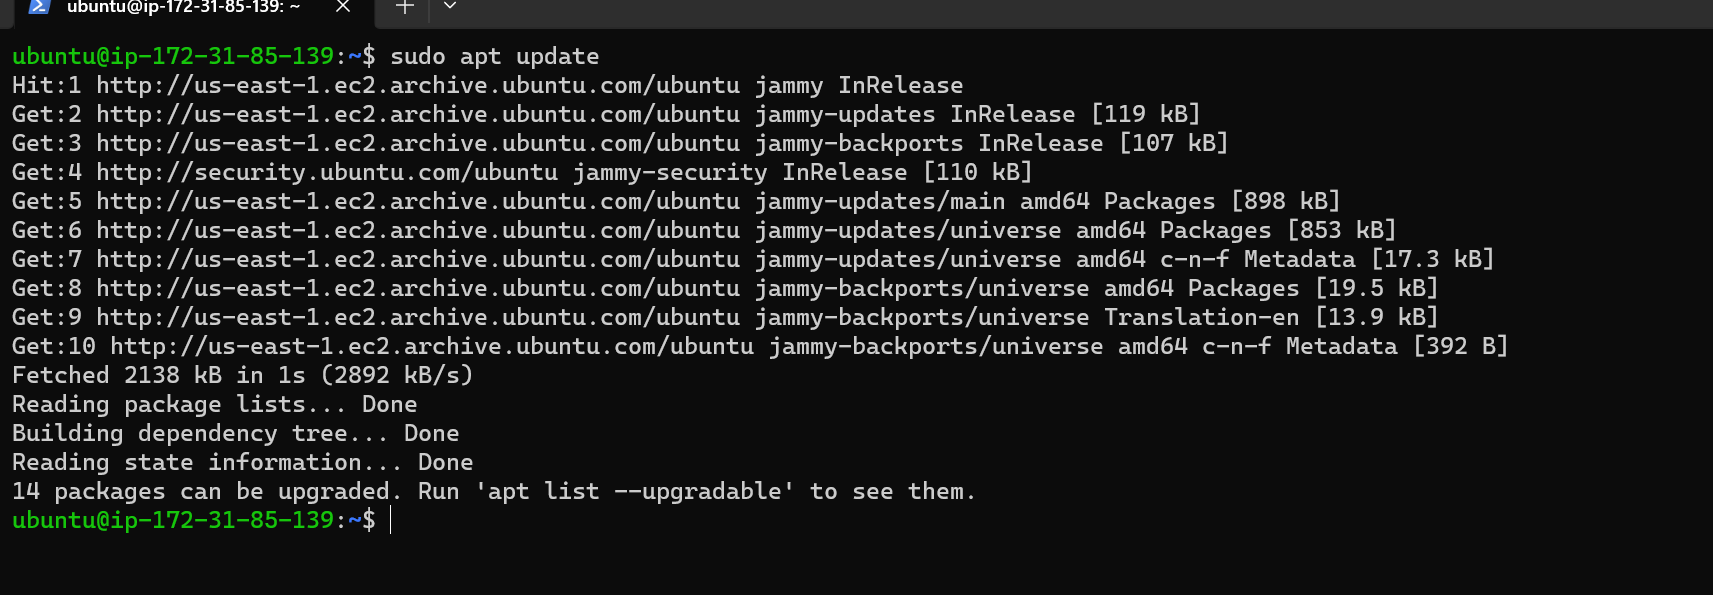 ubuntu@ip-172-31-85-139: ~
ubuntu@ip-172-31-85-139:~$ sudo apt update
Hit:1 http://us-east-1.ec2.archive.ubuntu.com/ubuntu jammy InRelease
Get:2 http://us-east-1.ec2.archive.ubuntu.com/ubuntu jammy-updates InRelease [119 kB]
Get:3 http://us-east-1.ec2.archive.ubuntu.com/ubuntu jammy-backports InRelease [107 kB]
Get:4 http://security.ubuntu.com/ubuntu jammy-security InRelease [110 kB]
Get:5 http://us-east-1.ec2.archive.ubuntu.com/ubuntu jammy-updates/main amd64 Packages [898 kB]
Get:6 http://us-east-1.ec2.archive.ubuntu.com/ubuntu jammy-updates/universe amd64 Packages [853 kB]
Get:7 http://us-east-1.ec2.archive.ubuntu.com/ubuntu jammy-updates/universe amd64 c-n-f Metadata [17.3 kB]
Get:8 http://us-east-1.ec2.archive.ubuntu.com/ubuntu jammy-backports/universe amd64 Packages [19.5 kB]
Get:9 http://us-east-1.ec2.archive.ubuntu.com/ubuntu jammy-backports/universe Translation-en [13.9 kB]
Get:10 http://us-east-1.ec2.archive.ubuntu.com/ubuntu jammy-backports/universe amd64 c-n-f Metadata [392 B]
Fetched 2138 kB in 1s (2892 kB/s)
Reading package lists... Done
Building dependency tree... Done
Reading state information... Done
14 packages can be upgraded. Run 'apt list --upgradable' to see them.
ubuntu@ip-172-31-85-139:~$